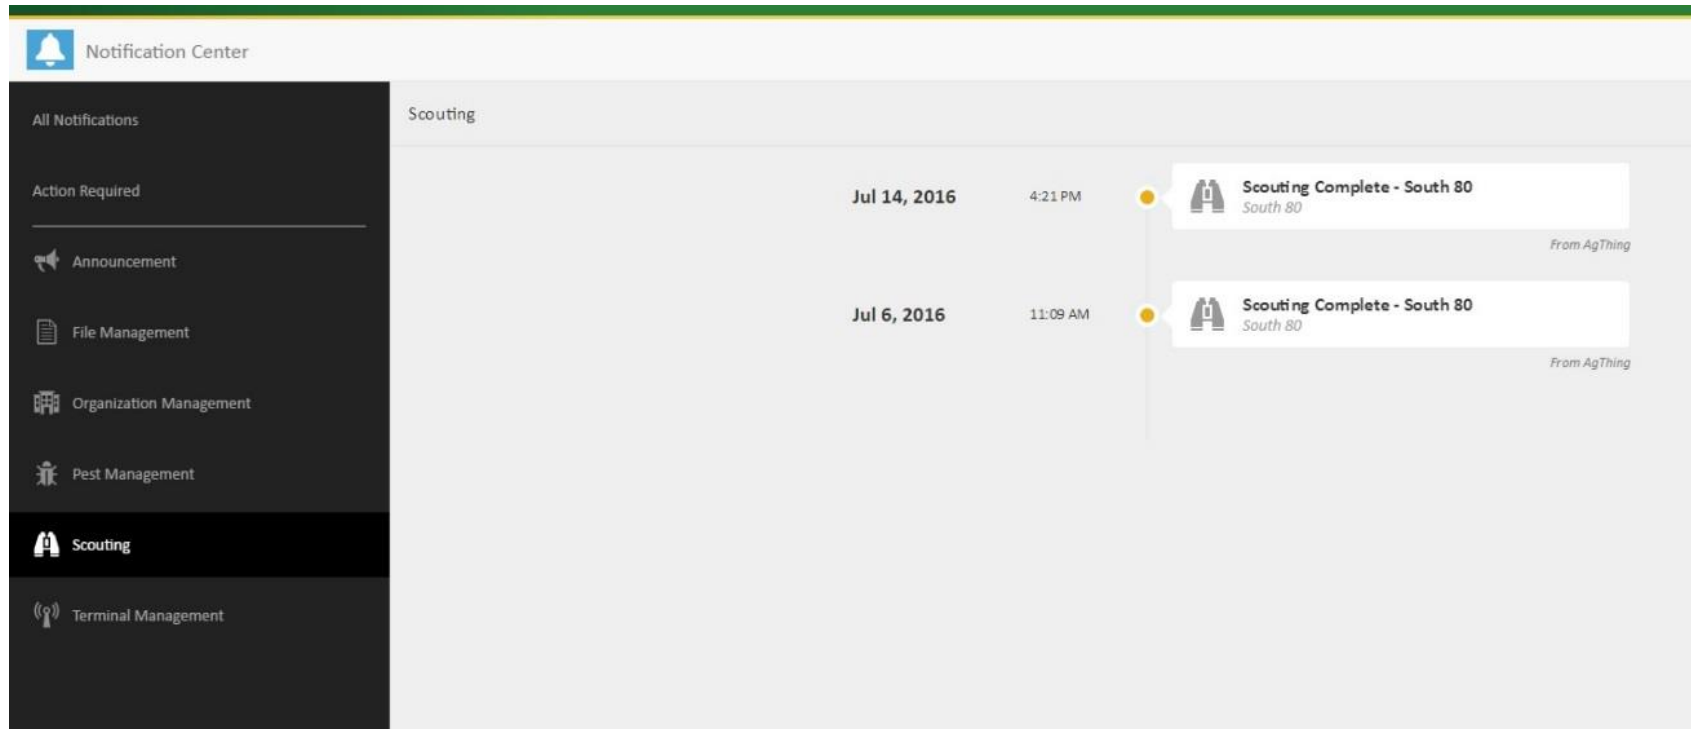 Notification Center
All Notifications
Action Required
Announcement
File Management
Organization Management
Pest Management
Scouting
Terminal Management
Scouting
Jul 14, 2016 4:21 PM Scouting Complete - South 80
South 80
From AgThing
Jul 6, 2016 11:09 AM Scouting Complete - South 80
South 80
From AgThing